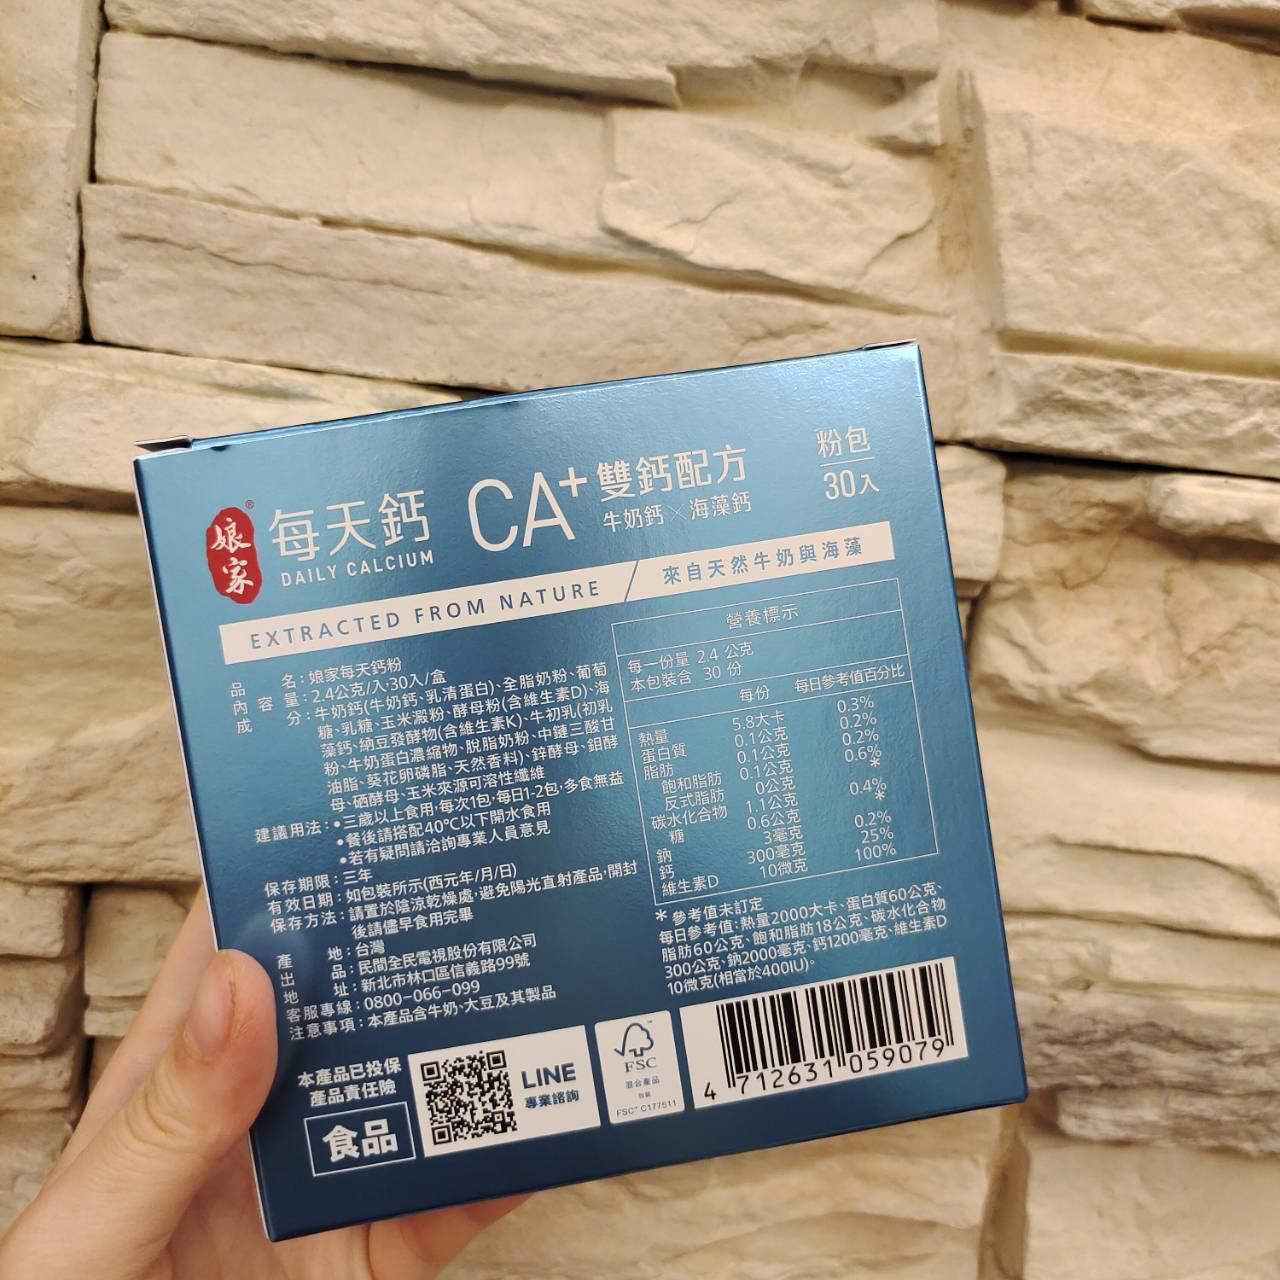 娘家®
每天鈣
DAILY CALCIUM
CA+ 雙鈣配方
牛奶鈣×海藻鈣
粉包
30入
EXTRACTED FROM NATURE / 來自天然牛奶與海藻
品名：娘家每天鈣粉
內容量：2.4公克/入，30入/盒
成分：牛奶鈣(牛奶鈣、乳清蛋白)、全脂奶粉、葡萄
糖、乳糖、玉米澱粉、酵母粉(含維生素D)、海
藻鈣、納豆發酵物(含維生素K)、牛初乳(初乳
粉、牛奶蛋白濃縮物、脫脂奶粉、中鏈三酸甘
油脂、葵花卵磷脂、天然香料)、鋅酵母、鉬酵
母、硒酵母、玉米來源可溶性纖維
建議用法：•三歲以上食用，每次1包，每日1-2包，多食無益
•餐後請搭配40°C以下開水食用
•若有疑問請洽詢專業人員意見
保存期限：三年
有效日期：如包裝所示(西元年/月/日)
保存方法：請置於陰涼乾燥處，避免陽光直射產品，開封
後請儘早食用完畢
產地：台灣
出品：民間全民電視股份有限公司
地址：新北市林口區信義路99號
客服專線：0800-066-099
注意事項：本產品含牛奶、大豆及其製品
營養標示
每一份量 2.4 公克
本包裝含 30 份
每份 每日參考值百分比
熱量 5.8大卡 0.3%
蛋白質 0.1公克 0.2%
脂肪 0.1公克 0.2%
飽和脂肪 0.1公克 0.6%
反式脂肪 0公克 *
碳水化合物 1.1公克 0.4%
糖 0.6公克 *
鈉 3毫克 0.2%
鈣 300毫克 25%
維生素D 10微克 100%
*參考值未訂定
每日參考值：熱量2000大卡、蛋白質60公克、
脂肪60公克、飽和脂肪18公克、碳水化合物
300公克、鈉2000毫克、鈣1200毫克、維生素D
10微克(相當於400IU)。
本產品已投保
產品責任險
食品
LINE
專業諮詢
FSC
混合產品
包裝
FSC™ C177511
4 712631 059079